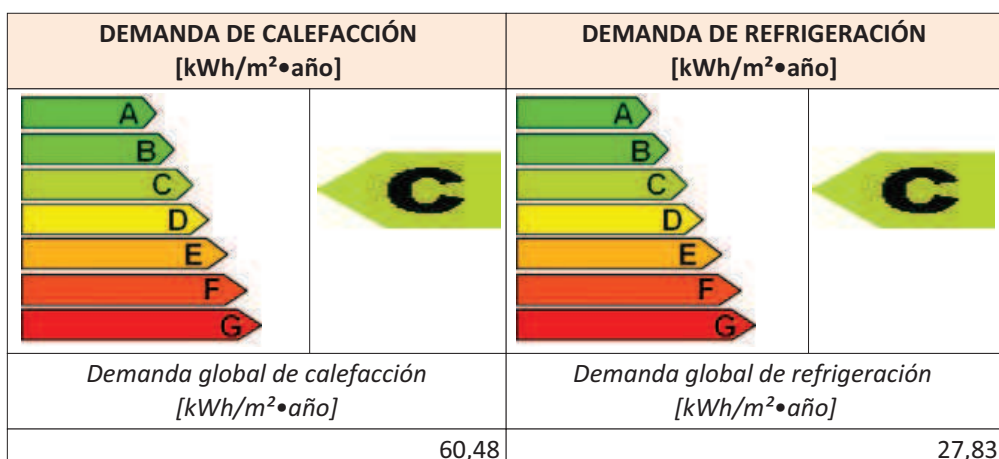 DEMANDA DE CALEFACCIÓN
[kWh/m²●año]
DEMANDA DE REFRIGERACIÓN
[kWh/m²●año]
A
B
C
D
E
F
G
C
A
B
C
D
E
F
G
C
Demanda global de calefacción
[kWh/m²●año]
Demanda global de refrigeración
[kWh/m²●año]
60,48
27,83